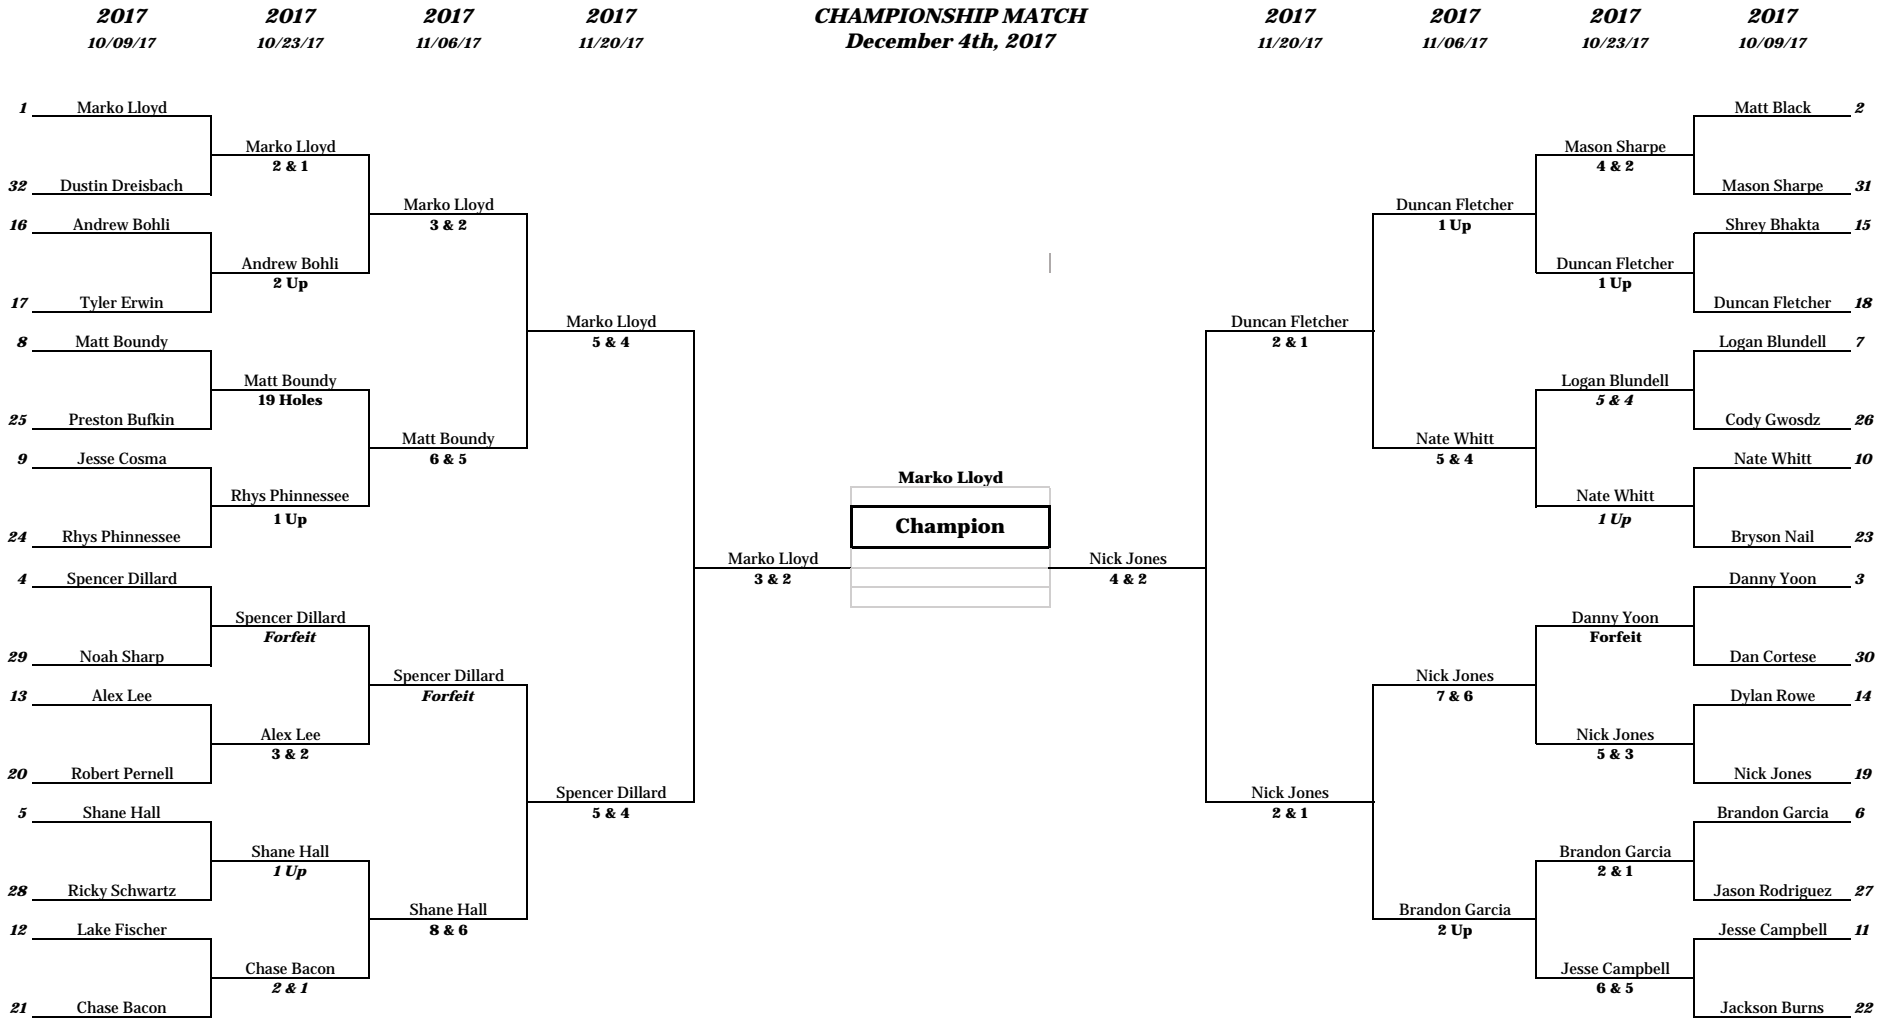 2017 2017 2017 2017 CHAMPIONSHIP MATCH 2017 2017 2017 2017
10/09/17 10/23/17 11/06/17 11/20/17 December 4th, 2017 11/20/17 11/06/17 10/23/17 10/09/17
1 Marko Lloyd Matt Black 2
Marko Lloyd Mason Sharpe
2 & 1 4 & 2
32 Dustin Dreisbach Mason Sharpe 31
Marko Lloyd Duncan Fletcher
16 Andrew Bohli 3 & 2 1 Up Shrey Bhakta 15
Andrew Bohli Duncan Fletcher
2 Up 1 Up
17 Tyler Erwin Duncan Fletcher 18
Marko Lloyd Duncan Fletcher
8 Matt Boundy 5 & 4 2 & 1 Logan Blundell 7
Matt Boundy Logan Blundell
19 Holes 5 & 4
25 Preston Bufkin Cody Gwosdz 26
Matt Boundy Nate Whitt
9 Jesse Cosma 6 & 5 5 & 4 Nate Whitt 10
Marko Lloyd
Rhys Phinnessee Nate Whitt
1 Up Champion 1 Up
24 Rhys Phinnessee Bryson Nail 23
Marko Lloyd Nick Jones
4 Spencer Dillard 3 & 2 4 & 2 Danny Yoon 3
Spencer Dillard Danny Yoon
Forfeit Forfeit
29 Noah Sharp Dan Cortese 30
Spencer Dillard Nick Jones
13 Alex Lee Forfeit 7 & 6 Dylan Rowe 14
Alex Lee Nick Jones
3 & 2 5 & 3
20 Robert Pernell Nick Jones 19
Spencer Dillard Nick Jones
5 Shane Hall 5 & 4 2 & 1 Brandon Garcia 6
Shane Hall Brandon Garcia
1 Up 2 & 1
28 Ricky Schwartz Jason Rodriguez 27
Shane Hall Brandon Garcia
12 Lake Fischer 8 & 6 2 Up Jesse Campbell 11
Chase Bacon Jesse Campbell
2 & 1 6 & 5
21 Chase Bacon Jackson Burns 22